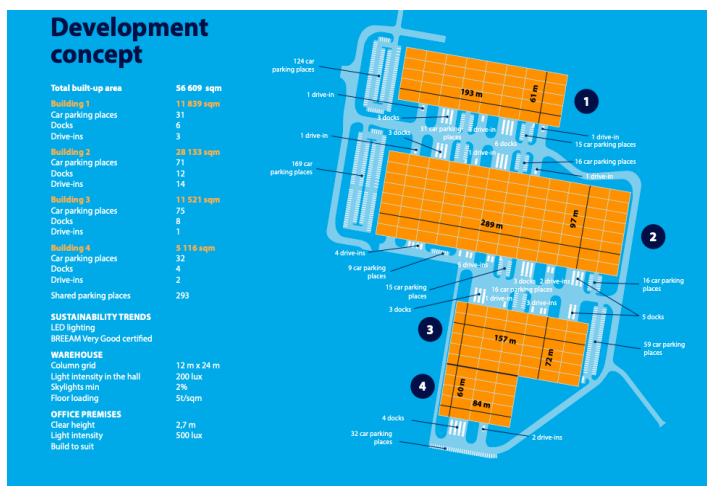 Development
concept
Total built-up area 56 609 sqm
Building 1 11 839 sqm
Car parking places 31
Docks 6
Drive-ins 3
Building 2 28 133 sqm
Car parking places 71
Docks 12
Drive-ins 14
Building 3 11 521 sqm
Car parking places 75
Docks 8
Drive-ins 1
Building 4 5 116 sqm
Car parking places 32
Docks 4
Drive-ins 2
Shared parking places 293
SUSTAINABILITY TRENDS
LED lighting
BREEAM Very Good certified
WAREHOUSE
Column grid 12 m x 24 m
Light intensity in the hall 200 lux
Skylights min 2%
Floor loading 5t/sqm
OFFICE PREMISES
Clear height 2,7 m
Light intensity 500 lux
Build to suit
124 car
parking places
1 drive-in
193 m
61 m
1
3 docks
31 car parking
places
drive-in
6 docks
1 drive-in
15 car parking places
1 drive-in
3 docks
drive-in
16 car parking places
1 drive-in
169 car
parking places
289 m
97 m
2
4 drive-ins
9 car parking
places
drive-ins
15 car parking
places
3 docks
2 drive-ins
16 car parking
places
5 docks
16 car parking places
3 docks
1 drive-in
3 drive-ins
3
157 m
72 m
59 car parking
places
4
60 m
84 m
4 docks
2 drive-ins
32 car parking
places